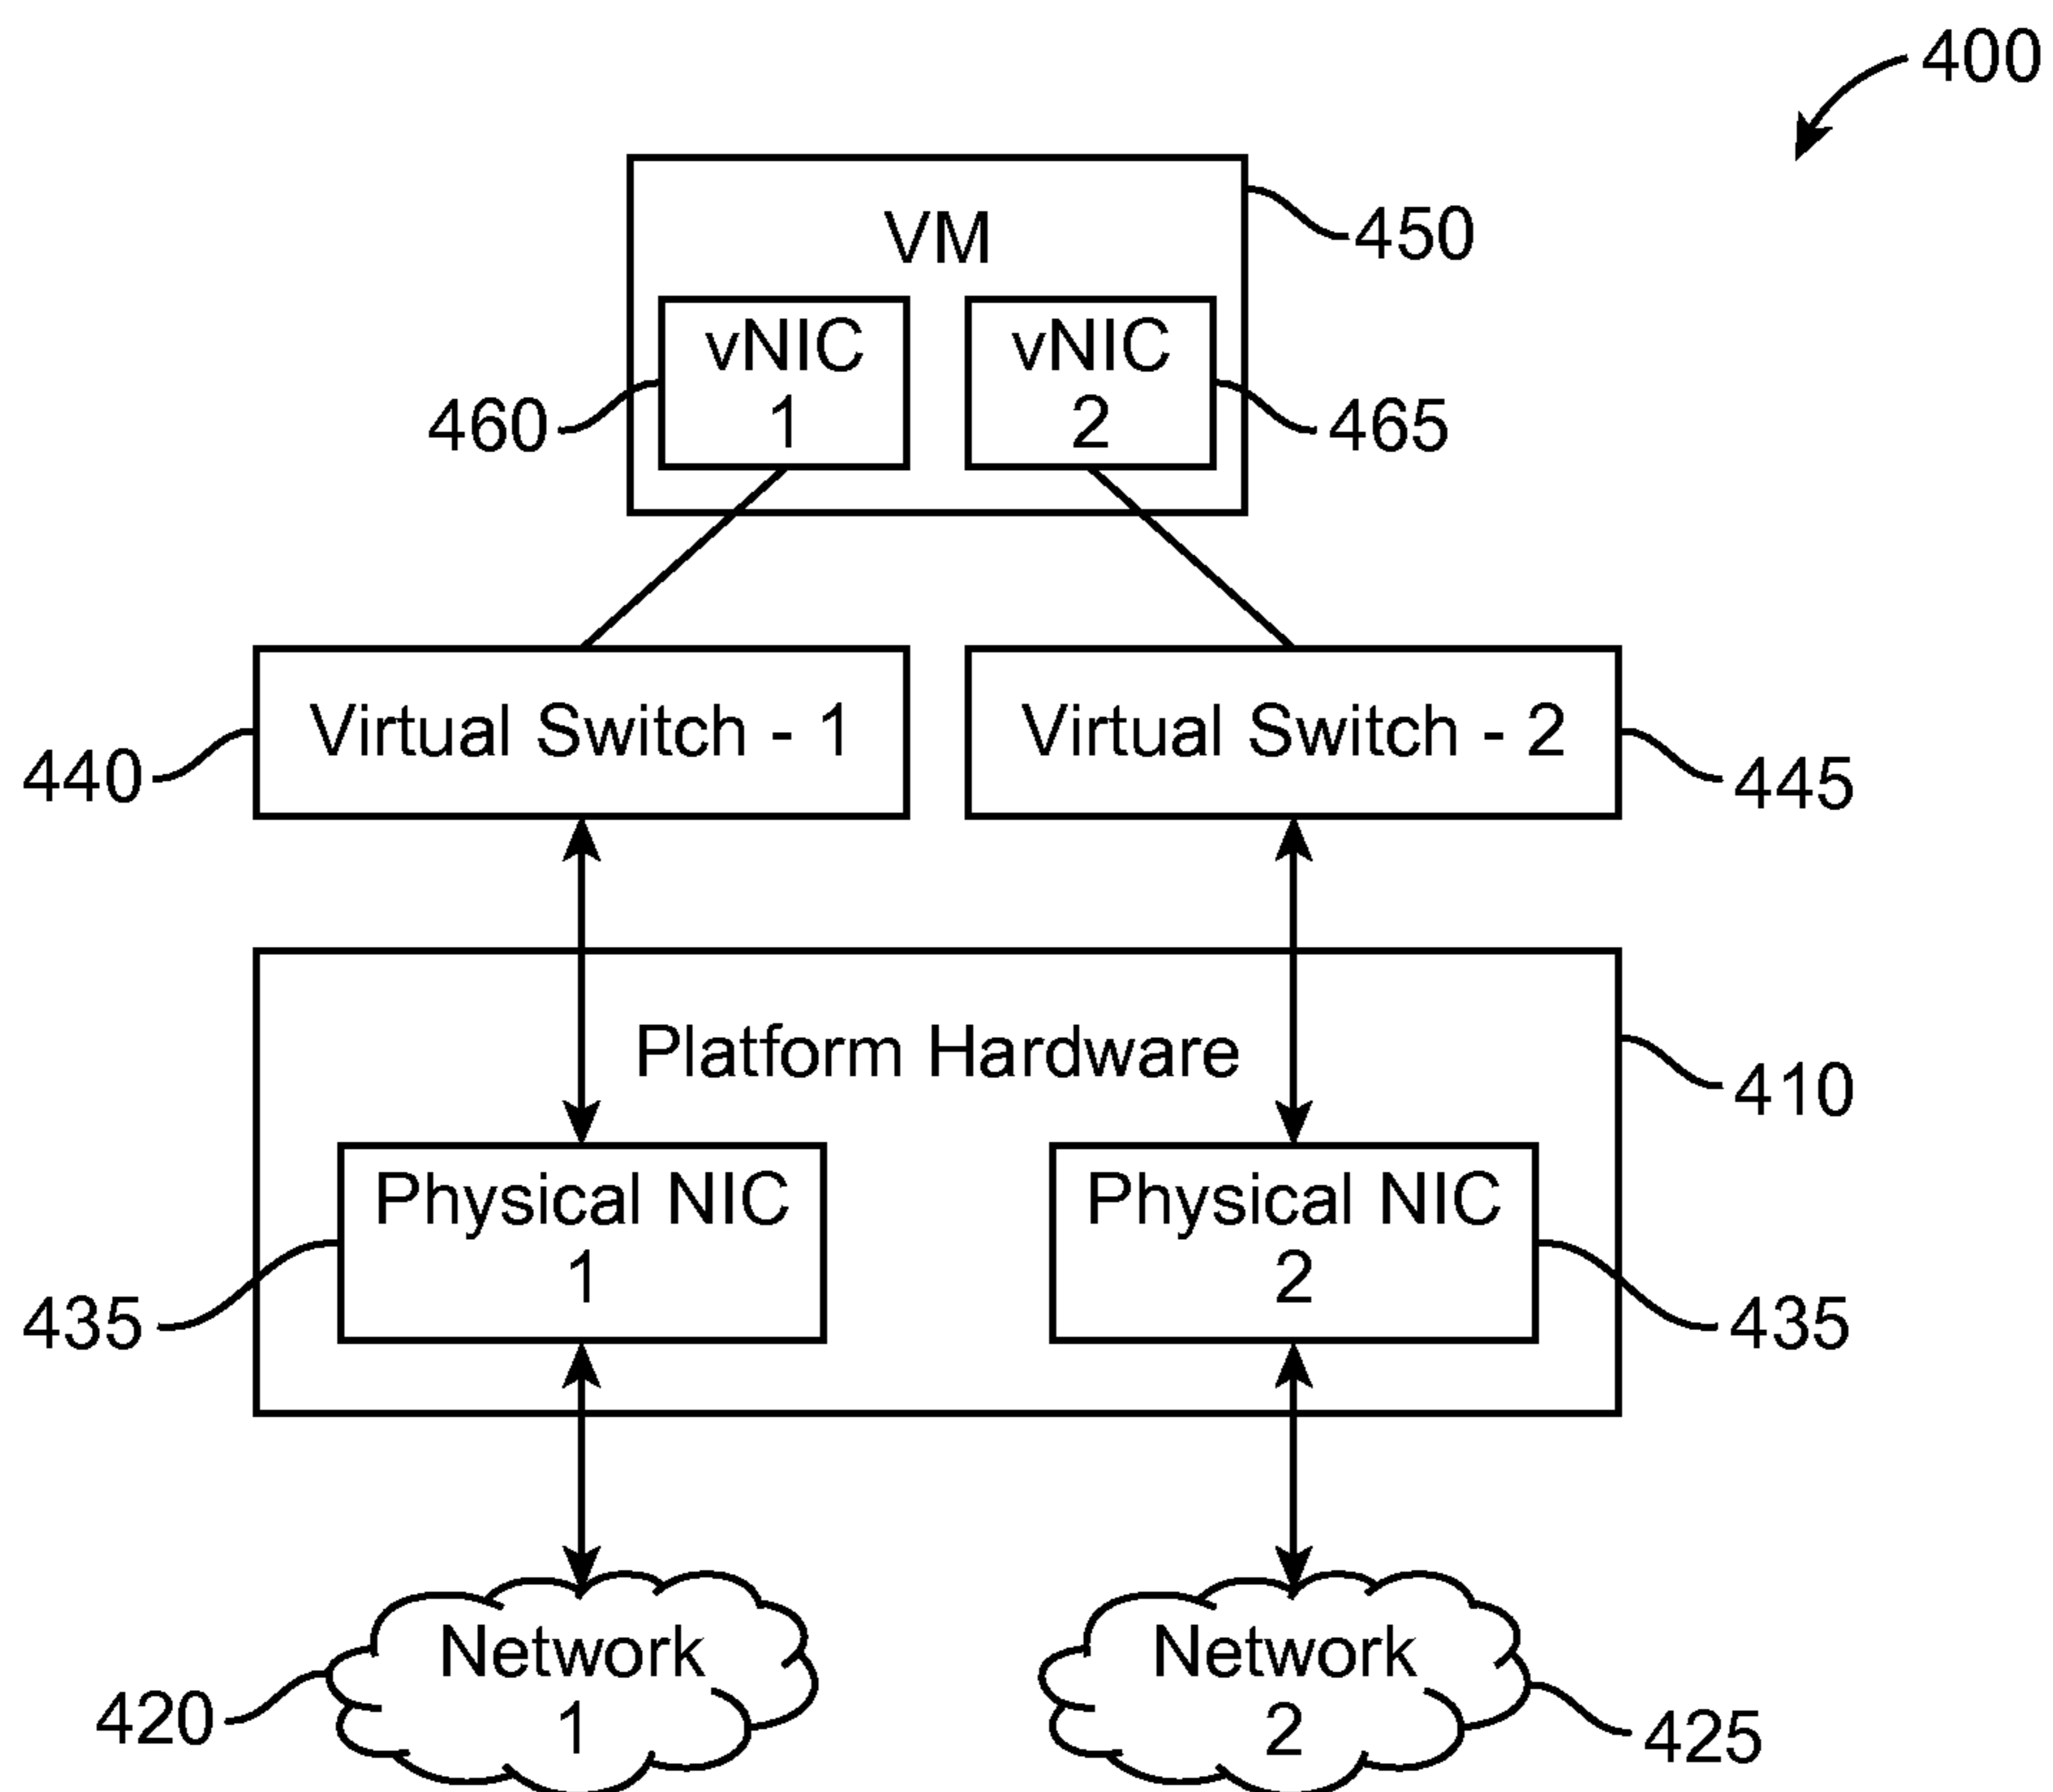 400
VM
450
vNIC
1
vNIC
2
460
465
Virtual Switch - 1
Virtual Switch - 2
440
445
Platform Hardware
410
Physical NIC
1
Physical NIC
2
435
435
Network
1
Network
2
420
425